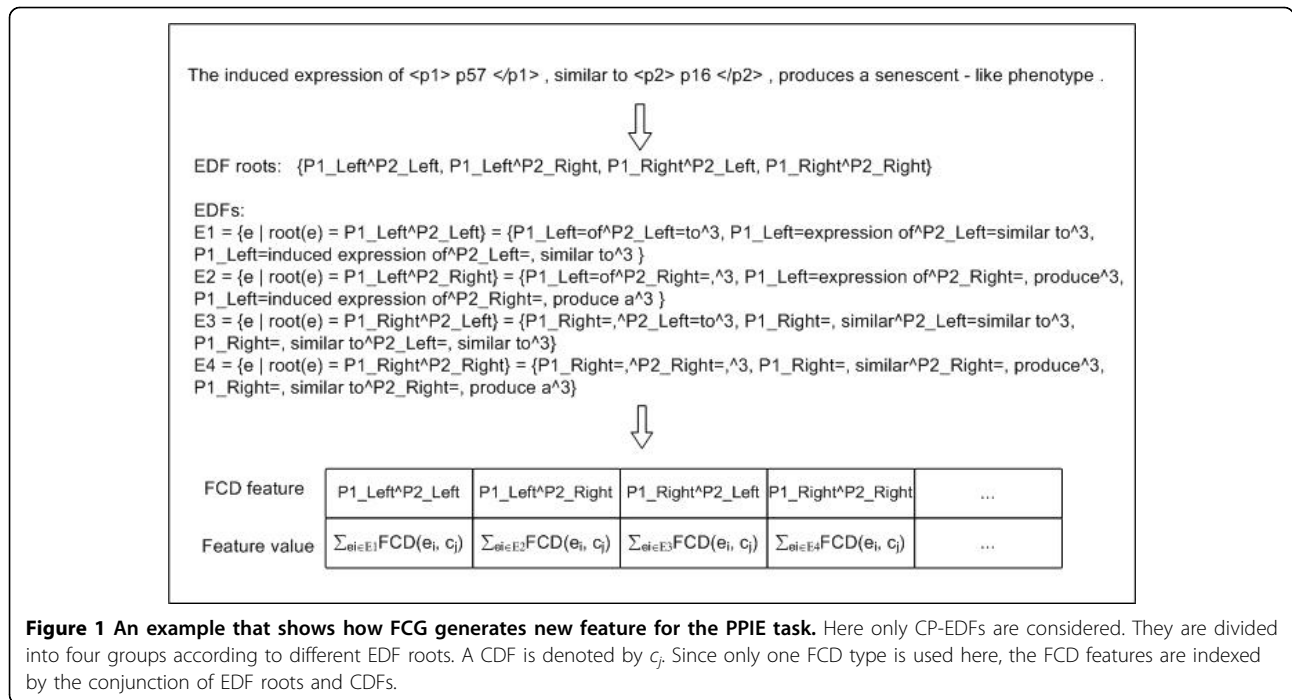 The induced expression of <p1> p57 </p1> , similar to <p2> p16 </p2> , produces a senescent - like phenotype .
EDF roots: {P1_Left^P2_Left, P1_Left^P2_Right, P1_Right^P2_Left, P1_Right^P2_Right}
EDFs:
E1 = {e | root(e) = P1_Left^P2_Left} = {P1_Left=of^P2_Left=to^3, P1_Left=expression of^P2_Left=similar to^3,
P1_Left=induced expression of^P2_Left=, similar to^3 }
E2 = {e | root(e) = P1_Left^P2_Right} = {P1_Left=of^P2_Right=,^3, P1_Left=expression of^P2_Right=, produce^3,
P1_Left=induced expression of^P2_Right=, produce a^3 }
E3 = {e | root(e) = P1_Right^P2_Left} = {P1_Right=,^P2_Left=to^3, P1_Right=, similar^P2_Left=similar to^3,
P1_Right=, similar to^P2_Left=, similar to^3}
E4 = {e | root(e) = P1_Right^P2_Right} = {P1_Right=,^P2_Right=,^3, P1_Right=, similar^P2_Right=, produce^3,
P1_Right=, similar to^P2_Right=, produce a^3}
FCD feature P1_Left^P2_Left P1_Left^P2_Right P1_Right^P2_Left P1_Right^P2_Right ...
Feature value ∑ei∈E1FCD(ei, cj) ∑ei∈E2FCD(ei, cj) ∑ei∈E3FCD(ei, cj) ∑ei∈E4FCD(ei, cj) ...
Figure 1 An example that shows how FCG generates new feature for the PPIE task. Here only CP-EDFs are considered. They are divided
into four groups according to different EDF roots. A CDF is denoted by cj. Since only one FCD type is used here, the FCD features are indexed
by the conjunction of EDF roots and CDFs.